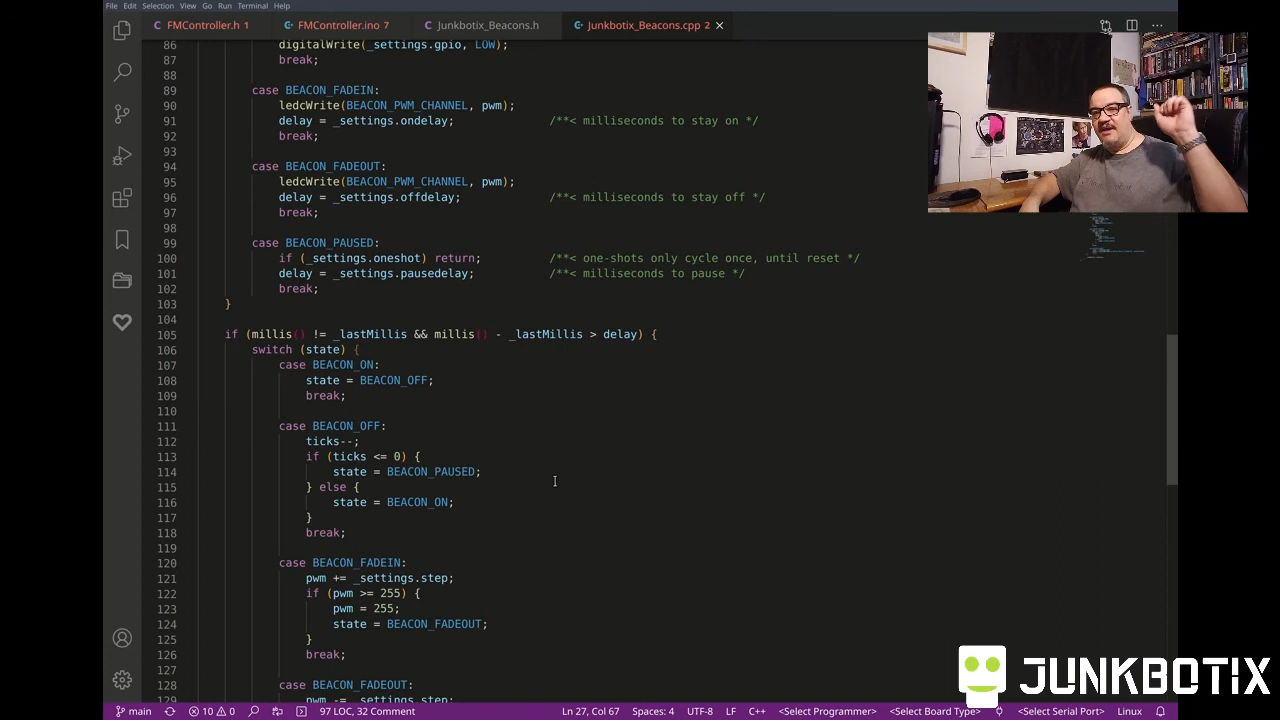 File Edit Selection View Go Run Terminal Help
FMController.h 1
FMController.ino 7
Junkbotix_Beacons.h
Junkbotix_Beacons.cpp 2
86 digitalWrite(_settings.gpio, LOW);
87 break;
88
89 case BEACON_FADEIN:
90 ledcWrite(BEACON_PWM_CHANNEL, pwm);
91 delay = _settings.ondelay; /**< milliseconds to stay on */
92 break;
93
94 case BEACON_FADEOUT:
95 ledcWrite(BEACON_PWM_CHANNEL, pwm);
96 delay = _settings.offdelay; /**< milliseconds to stay off */
97 break;
98
99 case BEACON_PAUSED:
100 if (_settings.oneshot) return; /**< one-shots only cycle once, until reset */
101 delay = _settings.pausedelay; /**< milliseconds to pause */
102 break;
103 }
104
105 if (millis() != _lastMillis && millis() - _lastMillis > delay) {
106 switch (state) {
107 case BEACON_ON:
108 state = BEACON_OFF;
109 break;
110
111 case BEACON_OFF:
112 ticks--;
113 if (ticks <= 0) {
114 state = BEACON_PAUSED;
115 } else {
116 state = BEACON_ON;
117 }
118 break;
119
120 case BEACON_FADEIN:
121 pwm += _settings.step;
122 if (pwm >= 255) {
123 pwm = 255;
124 state = BEACON_FADEOUT;
125 }
126 break;
127
128 case BEACON_FADEOUT:
129 pwm -= _settings.step;
JUNKBOTIX
main 10 0 97 LOC, 32 Comment Ln 27, Col 67 Spaces: 4 UTF-8 LF C++ <Select Programmer> <Select Board Type> <Select Serial Port> Linux